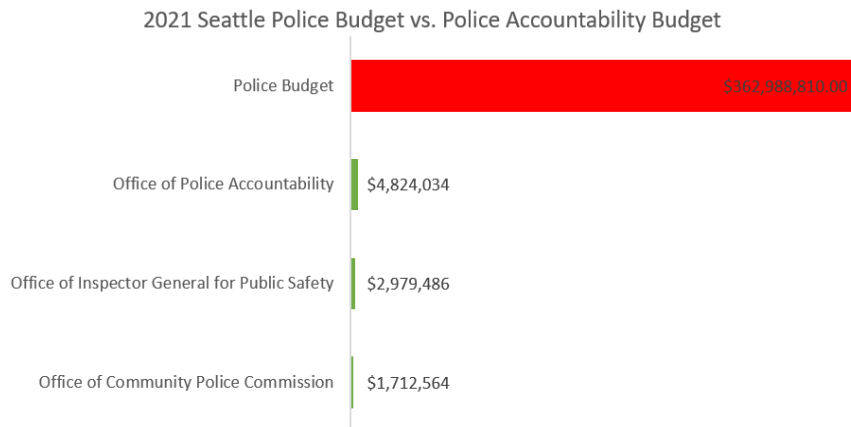 2021 Seattle Police Budget vs. Police Accountability Budget
Police Budget $362,988,810.00
Office of Police Accountability $4,824,034
Office of Inspector General for Public Safety $2,979,486
Office of Community Police Commission $1,712,564